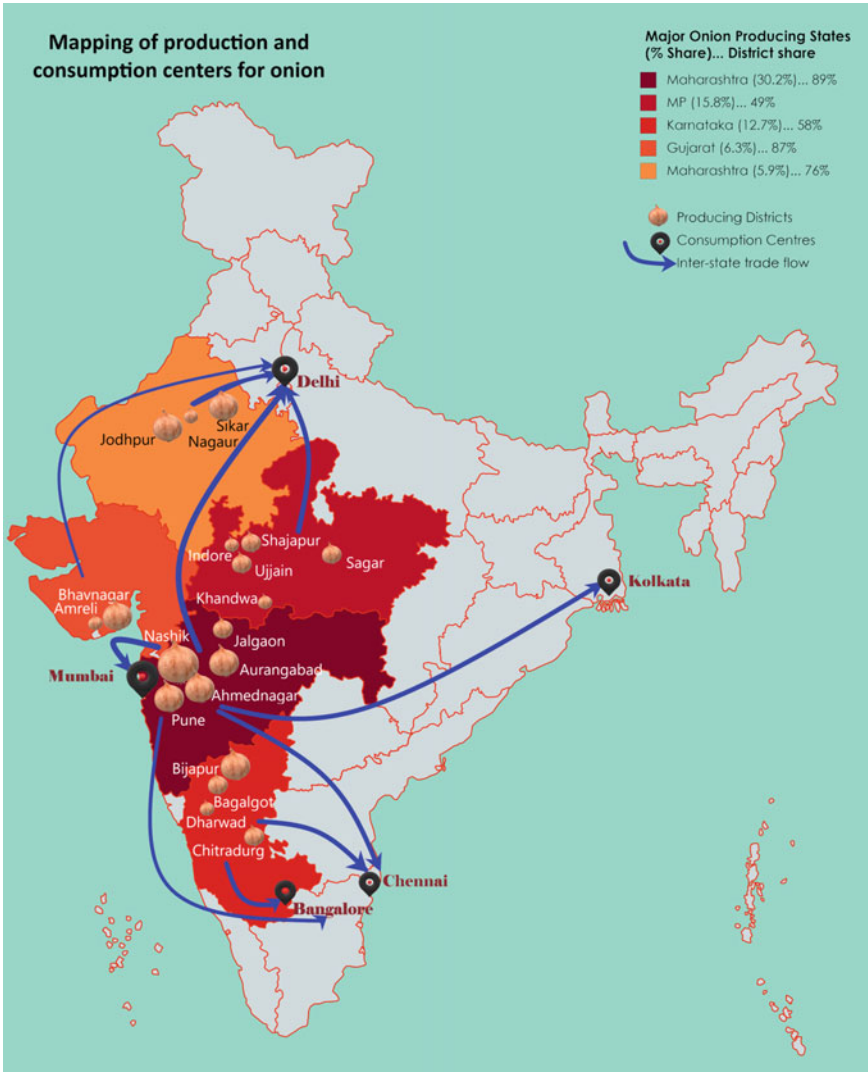 Mapping of production and
consumption centers for onion
Major Onion Producing States
(% Share)... District share
Maharashtra (30.2%)... 89%
MP (15.8%)... 49%
Karnataka (12.7%)... 58%
Gujarat (6.3%)... 87%
Maharashtra (5.9%)... 76%
Producing Districts
Consumption Centres
Inter-state trade flow
Delhi
Sikar
Jodhpur
Nagaur
Shajapur
Indore
Sagar
Ujjain
Kolkata
Khandwa
Bhavnagar
Amreli
Nashik
Jalgaon
Aurangabad
Mumbai
Ahmednagar
Pune
Bijapur
Bagalgot
Dharwad
Chitradurg
Chennai
Bangalore